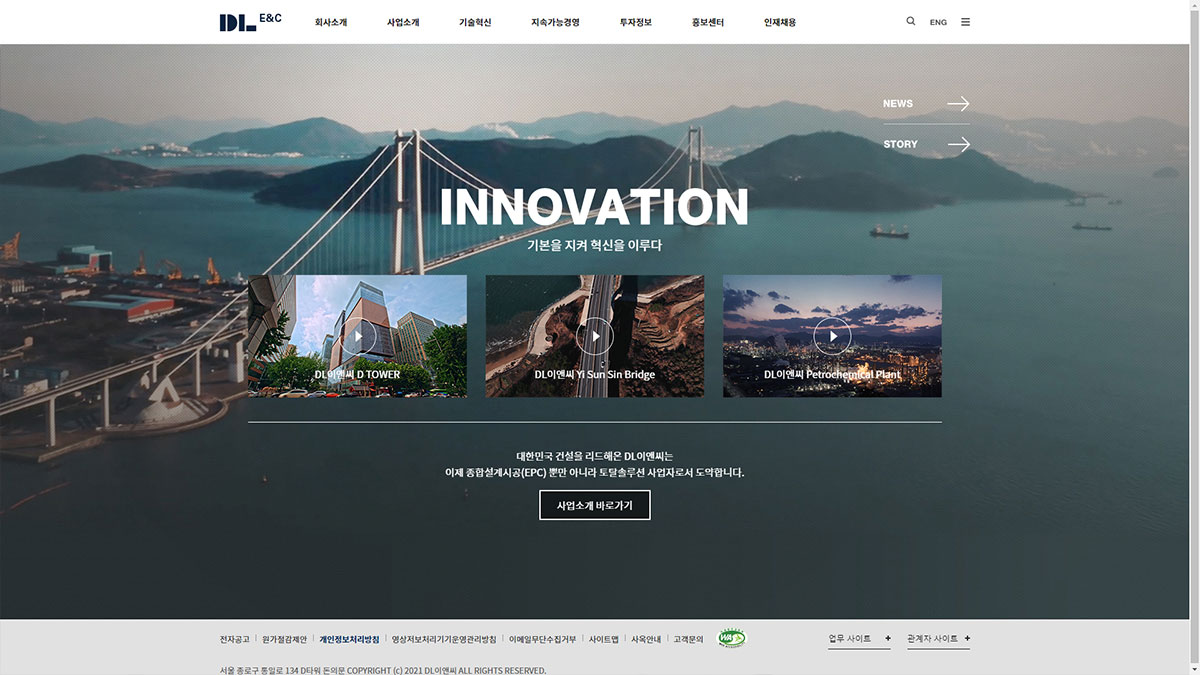 DL E&C
회사소개 사업소개 기술혁신 지속가능경영 투자정보 홍보센터 인재채용 ENG
NEWS
STORY
INNOVATION
기본을 지켜 혁신을 이루다
DL이앤씨 D TOWER DL이앤씨 Yi Sun Sin Bridge DL이앤씨 Petrochemical Plant
대한민국 건설을 리드해온 DL이앤씨는
이제 종합설계시공(EPC) 뿐만 아니라 토탈솔루션 사업자로서 도약합니다.
사업소개 바로가기
전자공고 원가절감제안 개인정보처리방침 영상저보처리기기운영관리방침 이메일무단수집거부 사이트맵 사옥안내 고객문의 WA 업무 사이트 + 관계자 사이트 +
서울 종로구 통일로 134 D타워 돈의문 COPYRIGHT (c) 2021 DL이앤씨 ALL RIGHTS RESERVED.